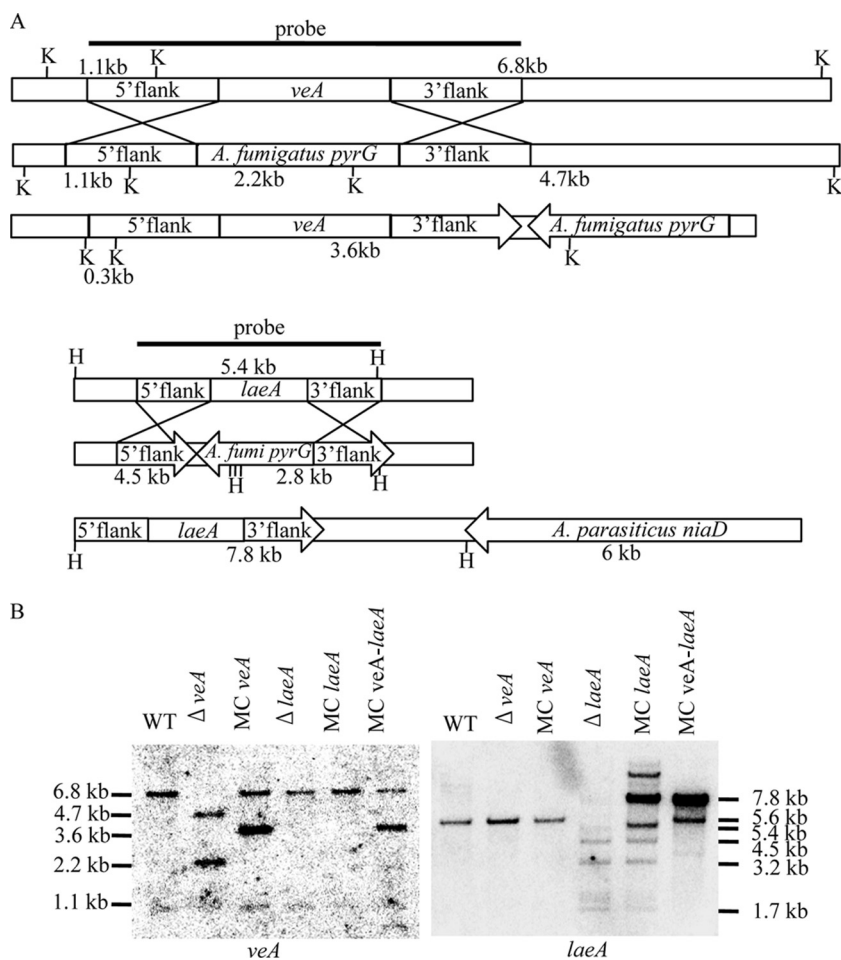 A
probe
K K K
1.1kb 6.8kb
5'flank veA 3'flank
5'flank A. fumigatus pyrG 3'flank
1.1kb 2.2kb 4.7kb
K K K K
5'flank veA 3'flank A. fumigatus pyrG
K K 3.6kb K
0.3kb
probe
H 5.4 kb H
5'flank laeA 3'flank
5'flank A. fumi pyrG 3'flank
4.5 kb H 2.8 kb H
5'flank laeA 3'flank A. parasiticus niaD
H 7.8 kb H 6 kb
B
WT Δ veA MC veA Δ laeA MC laeA MC veA-laeA
WT Δ veA MC veA Δ laeA MC laeA MC veA-laeA
6.8 kb
4.7 kb
3.6 kb
2.2 kb
1.1 kb
7.8 kb
5.6 kb
5.4 kb
4.5 kb
3.2 kb
1.7 kb
veA laeA